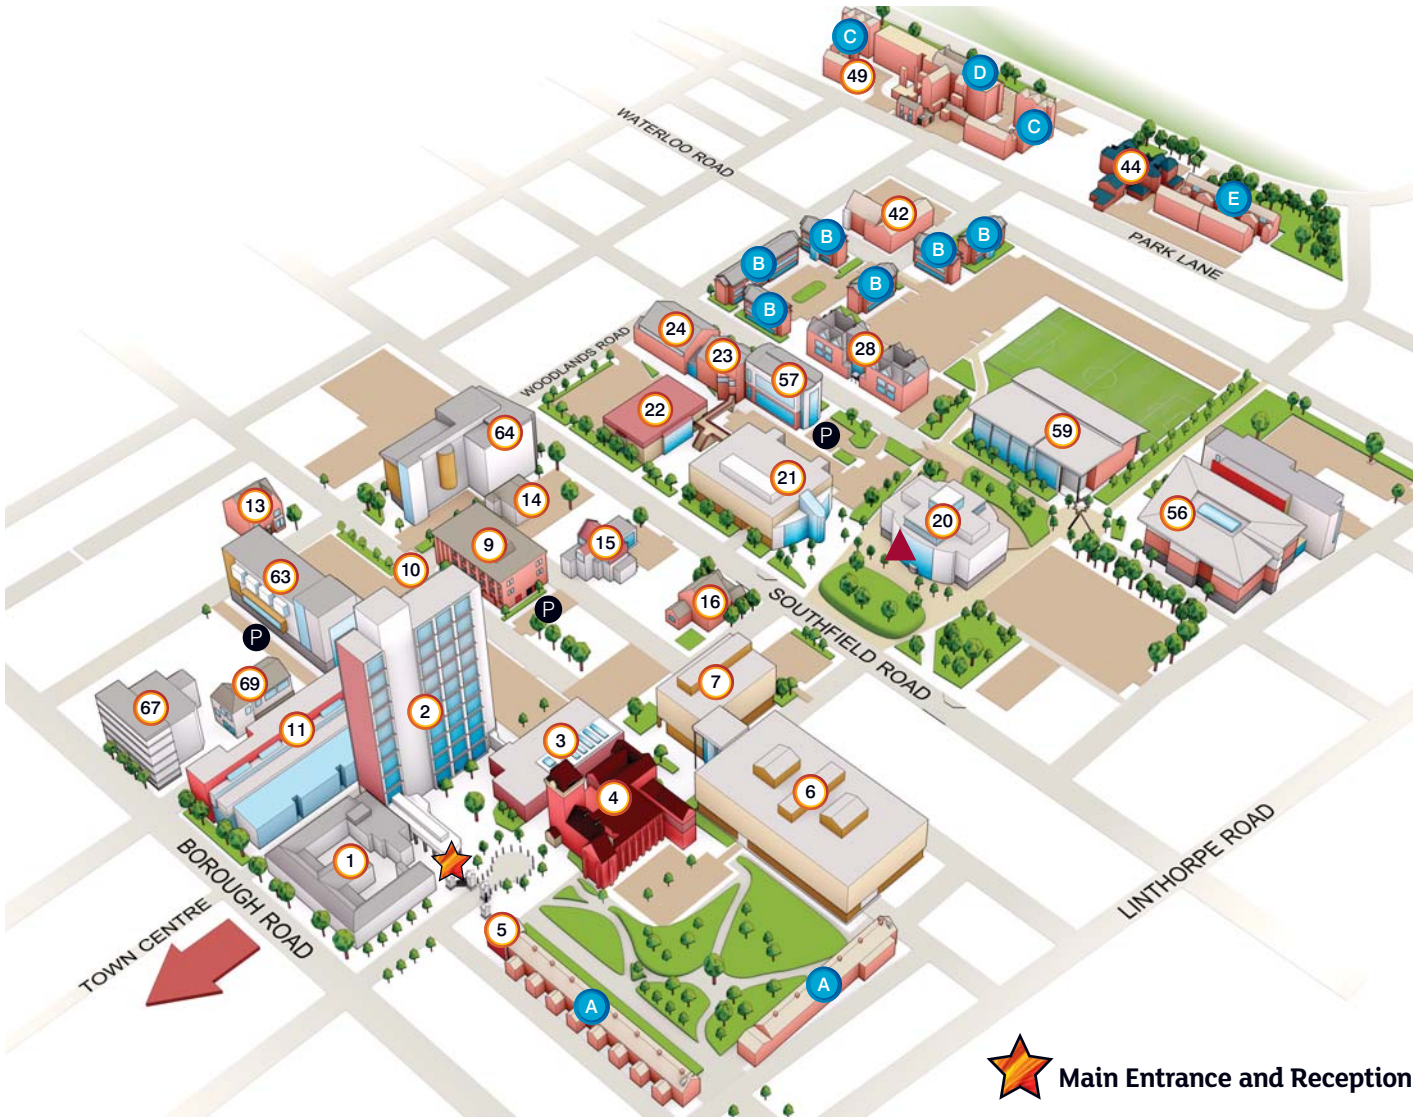 C
49
D
C
WATERLOO ROAD
44
E
42
B
B
B
B
PARK LANE
B
B
24
23
28
57
WOODLANDS ROAD
22
64
P
59
21
14
13
56
20
9
15
10
63
16
P
SOUTHFIELD ROAD
P
69
7
67
2
11
3
6
4
LINTHORPE ROAD
1
BOROUGH ROAD
5
TOWN CENTRE
A
A
Main Entrance and Reception